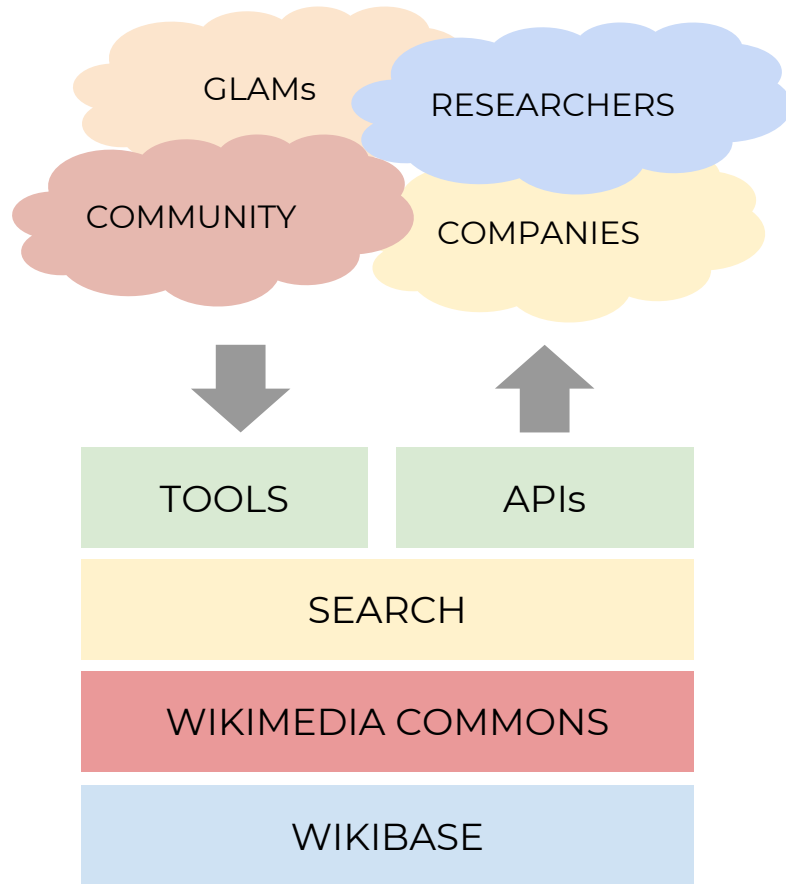 GLAMs
RESEARCHERS
COMMUNITY
COMPANIES
TOOLS
APIs
SEARCH
WIKIMEDIA COMMONS
WIKIBASE